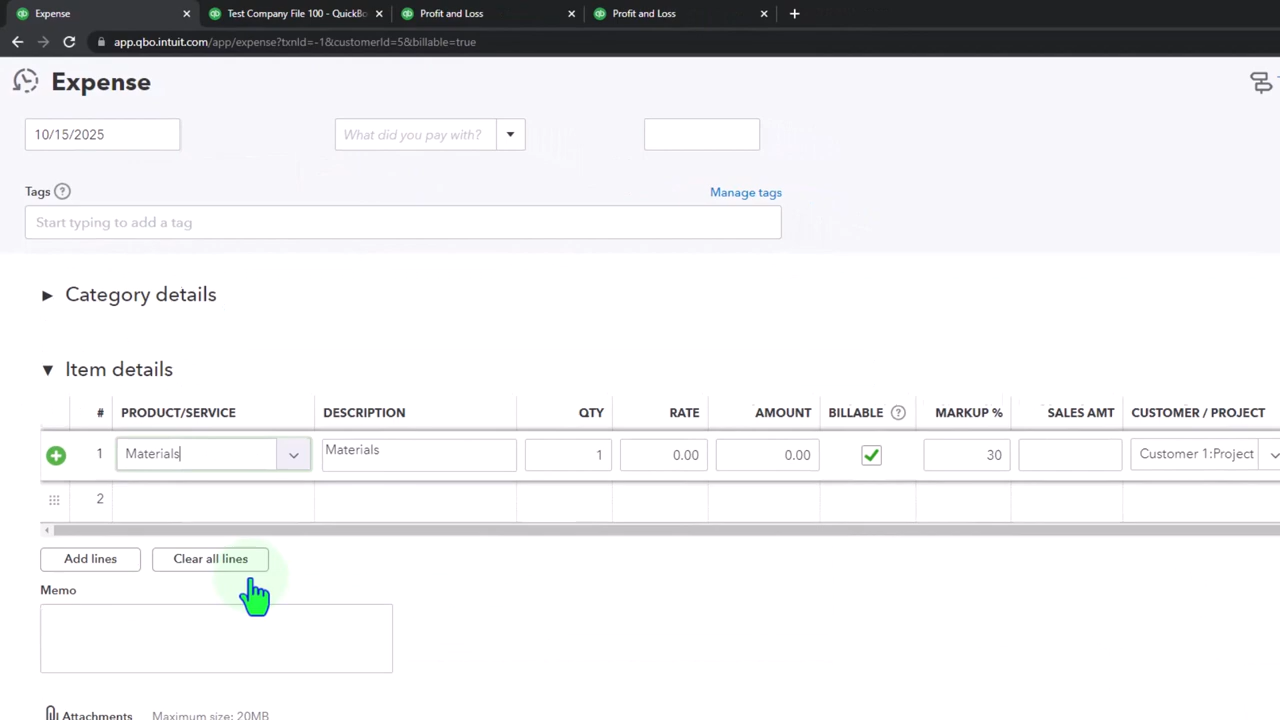 Expense
Test Company File 100 - QuickBo
Profit and Loss
Profit and Loss
app.qbo.intuit.com/app/expense?txnId=-1&customerId=5&billable=true
Expense
10/15/2025
What did you pay with?
Tags ?
Manage tags
Start typing to add a tag
Category details
Item details
# PRODUCT/SERVICE DESCRIPTION QTY RATE AMOUNT BILLABLE ? MARKUP % SALES AMT CUSTOMER / PROJECT
1 Materials Materials 1 0.00 0.00 30 Customer 1:Project
2
Add lines Clear all lines
Memo
Attachments Maximum size: 20MB